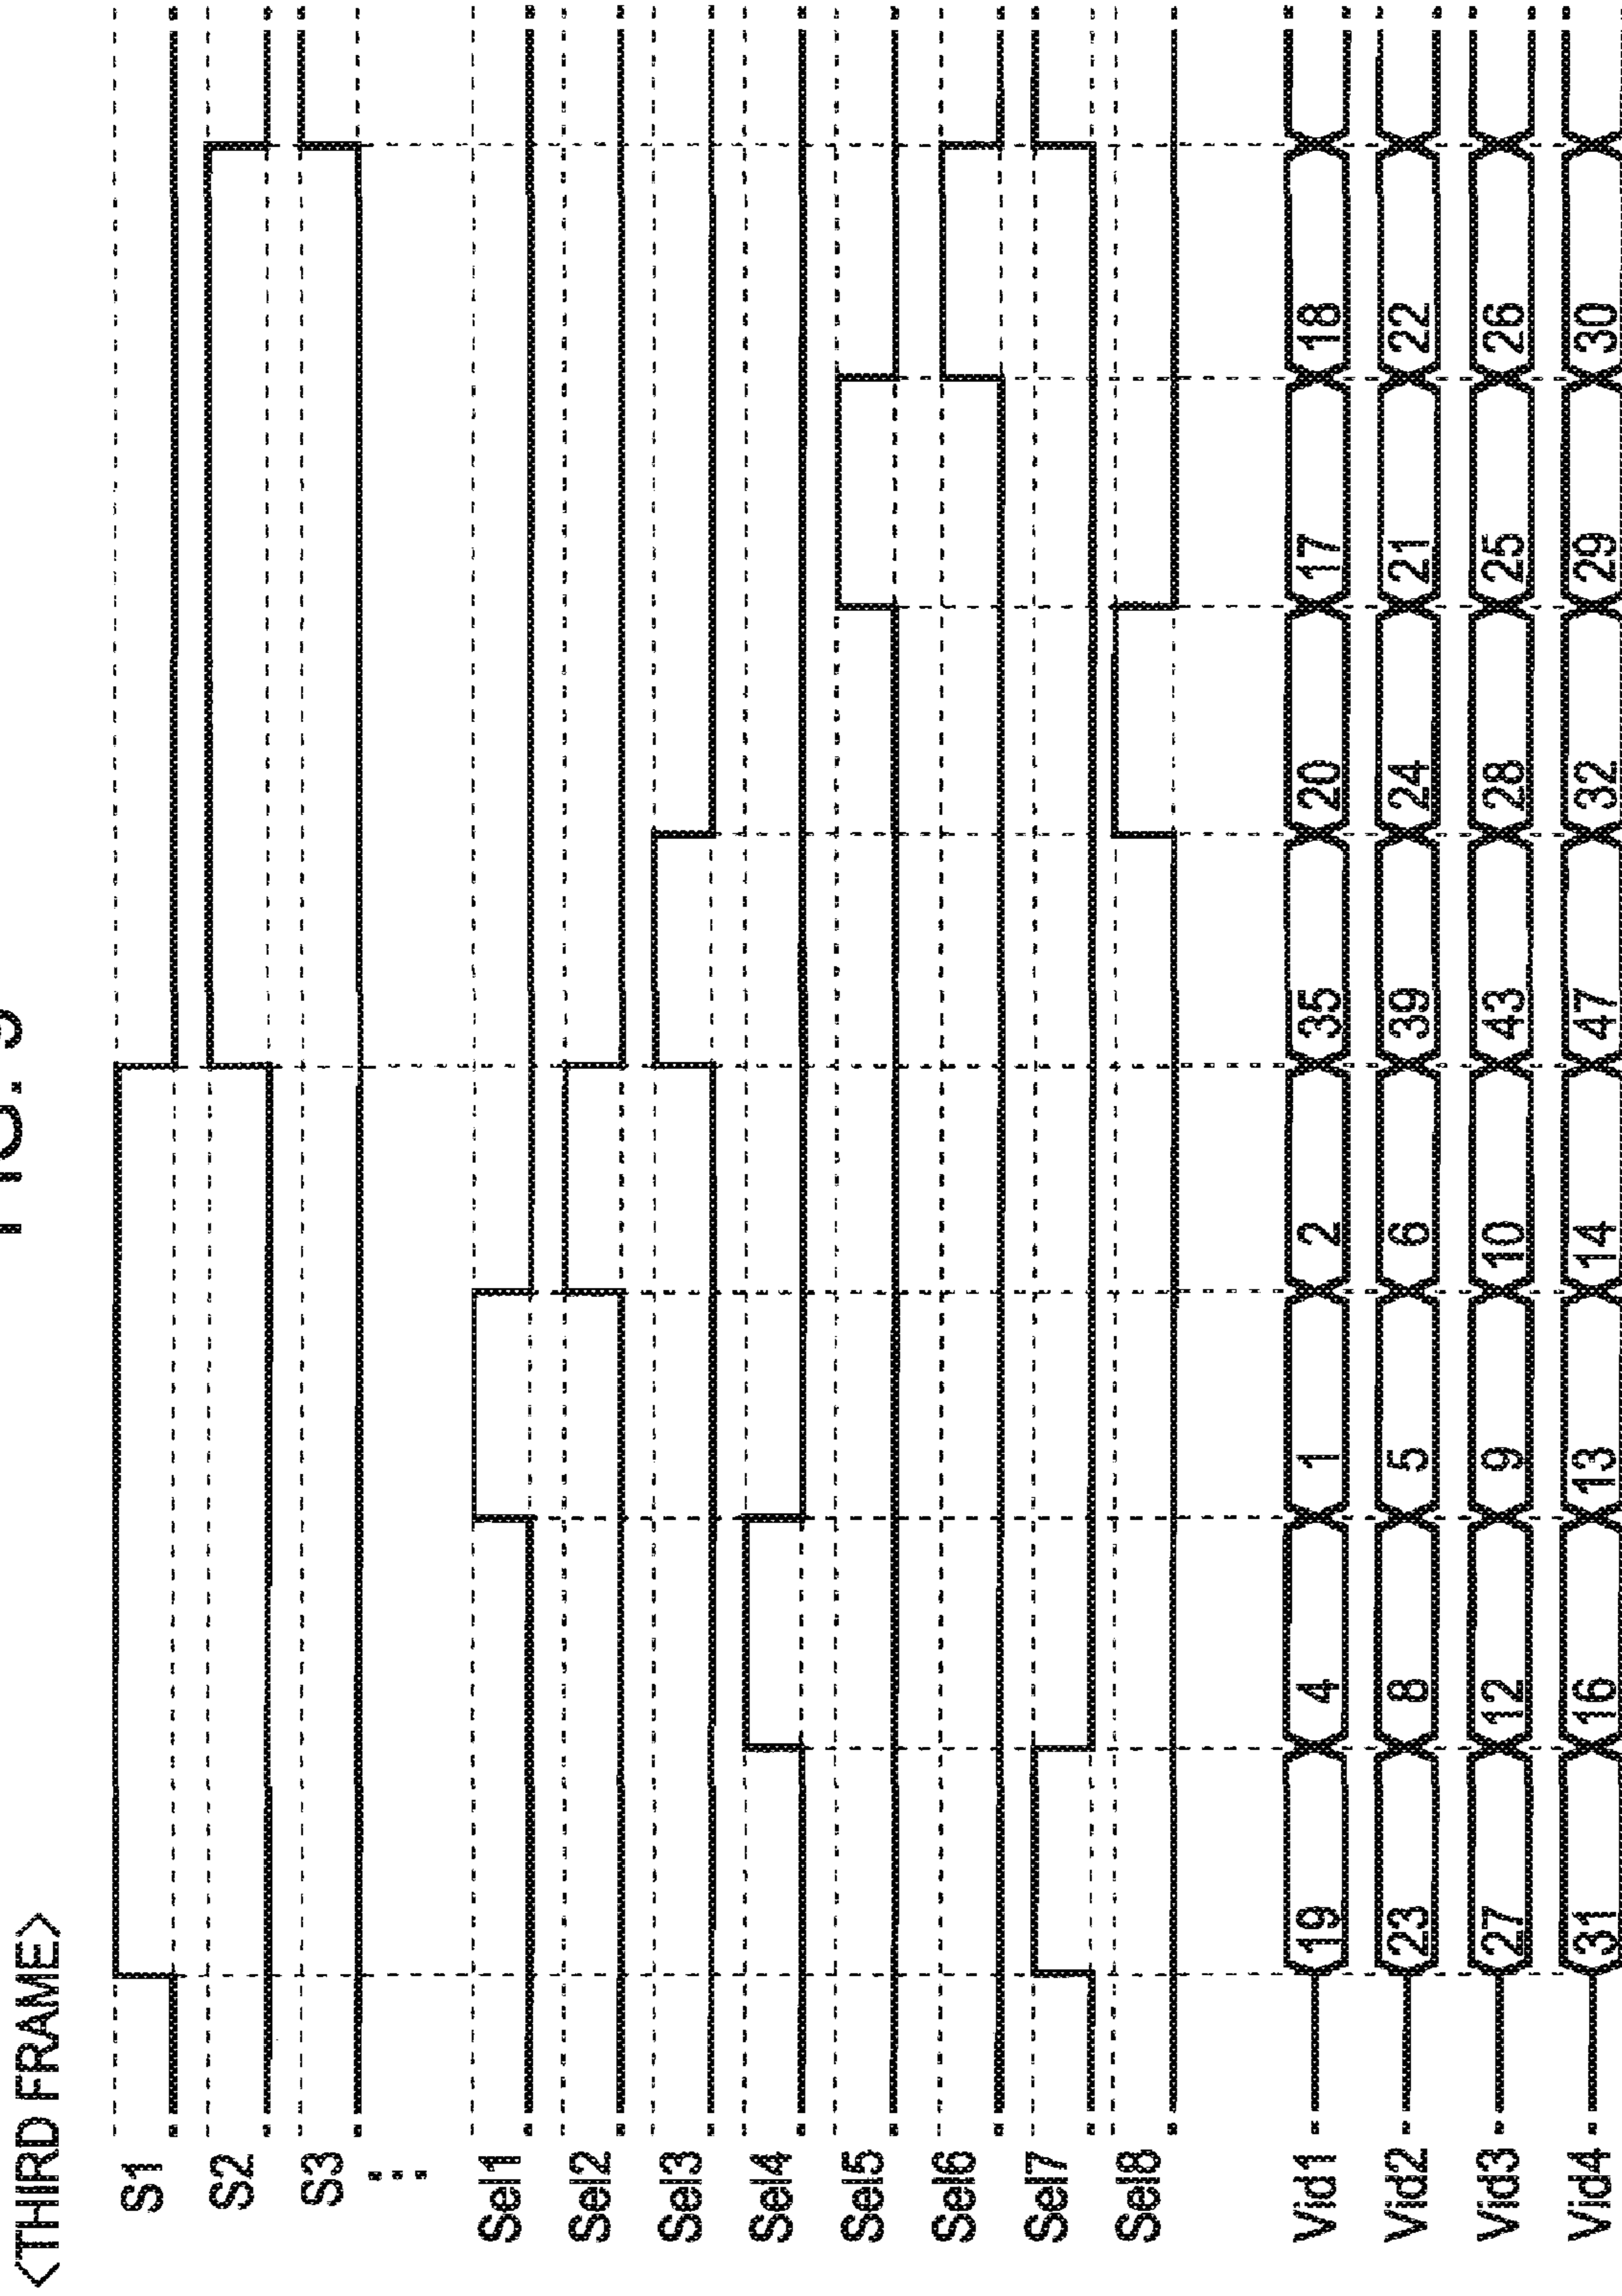 FIG.
<THIRD FRAME>
S1
S2
S3
...
Sel1
Sel2
Sel3
Sel4
Sel5
Sel6
Sel7
Sel8
Vid1 19 4 1 2 35 20 17 18
Vid2 23 8 5 6 39 24 21 22
Vid3 27 12 9 10 43 28 25 26
Vid4 31 16 13 14 47 32 29 30